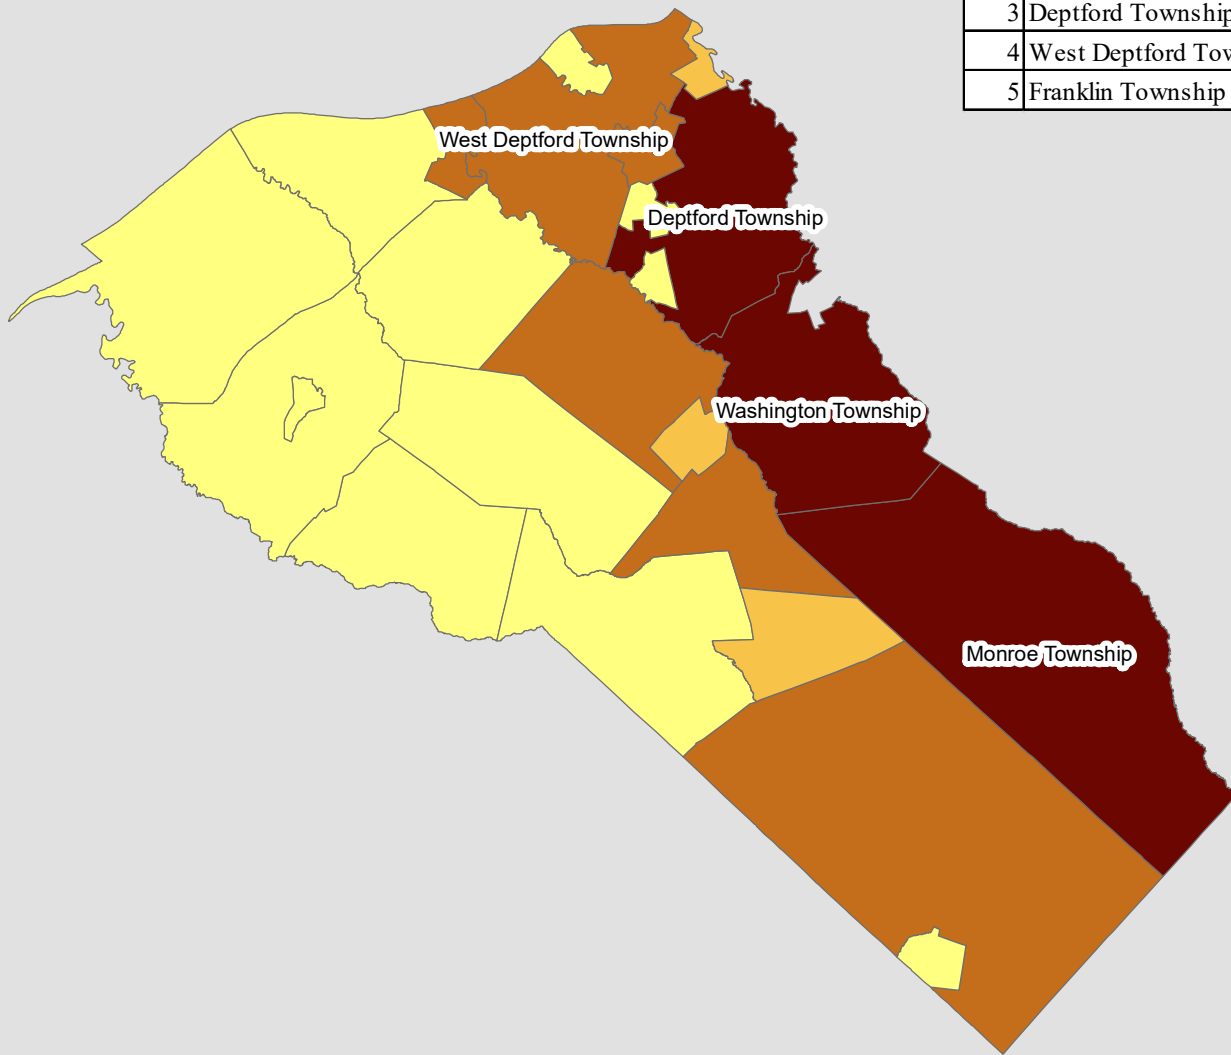 3 Deptford Township
4 West Deptford Tow
5 Franklin Township
West Deptford Township
Deptford Township
Washington Township
Monroe Township